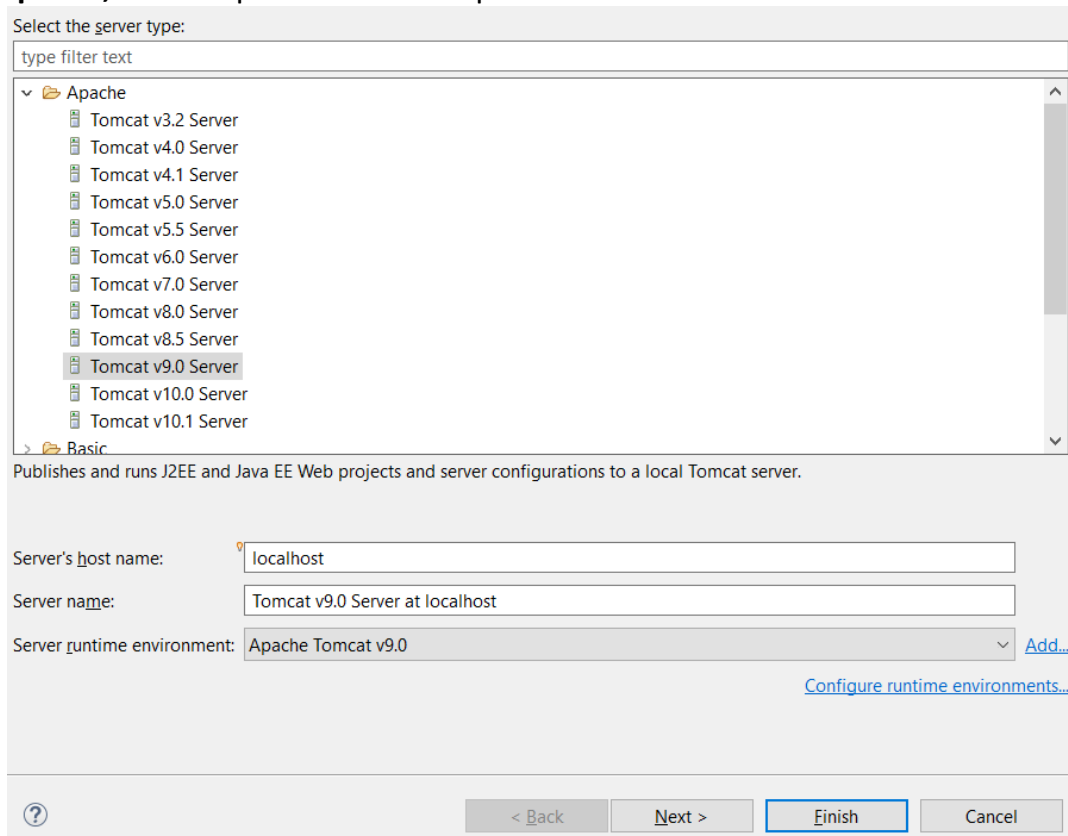 Select the server type:
type filter text
Apache
Tomcat v3.2 Server
Tomcat v4.0 Server
Tomcat v4.1 Server
Tomcat v5.0 Server
Tomcat v5.5 Server
Tomcat v6.0 Server
Tomcat v7.0 Server
Tomcat v8.0 Server
Tomcat v8.5 Server
Tomcat v9.0 Server
Tomcat v10.0 Server
Tomcat v10.1 Server
Basic
Publishes and runs J2EE and Java EE Web projects and server configurations to a local Tomcat server.
Server's host name: localhost
Server name: Tomcat v9.0 Server at localhost
Server runtime environment: Apache Tomcat v9.0 Add...
Configure runtime environments...
? < Back Next > Finish Cancel